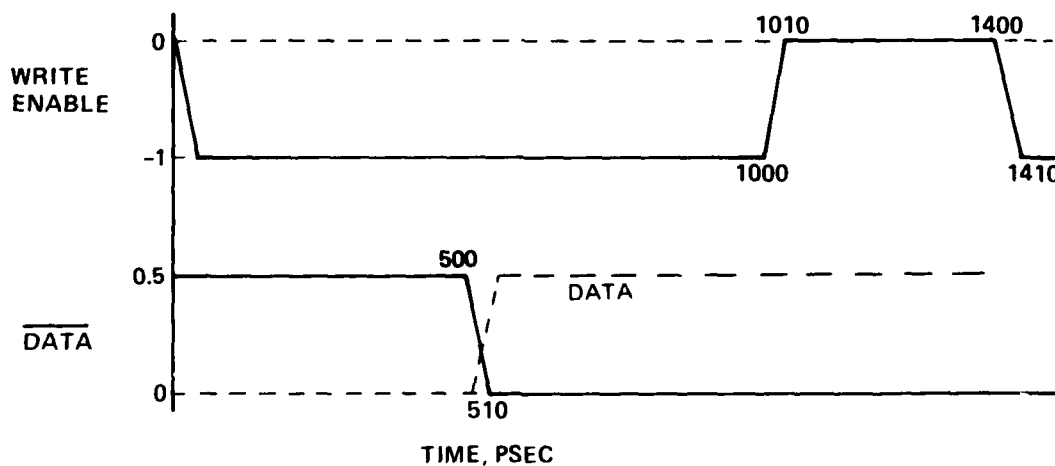 1010
1400
0
WRITE
ENABLE
-1
1000
1410
500
0.5
DATA
DATA
0
510
TIME, PSEC